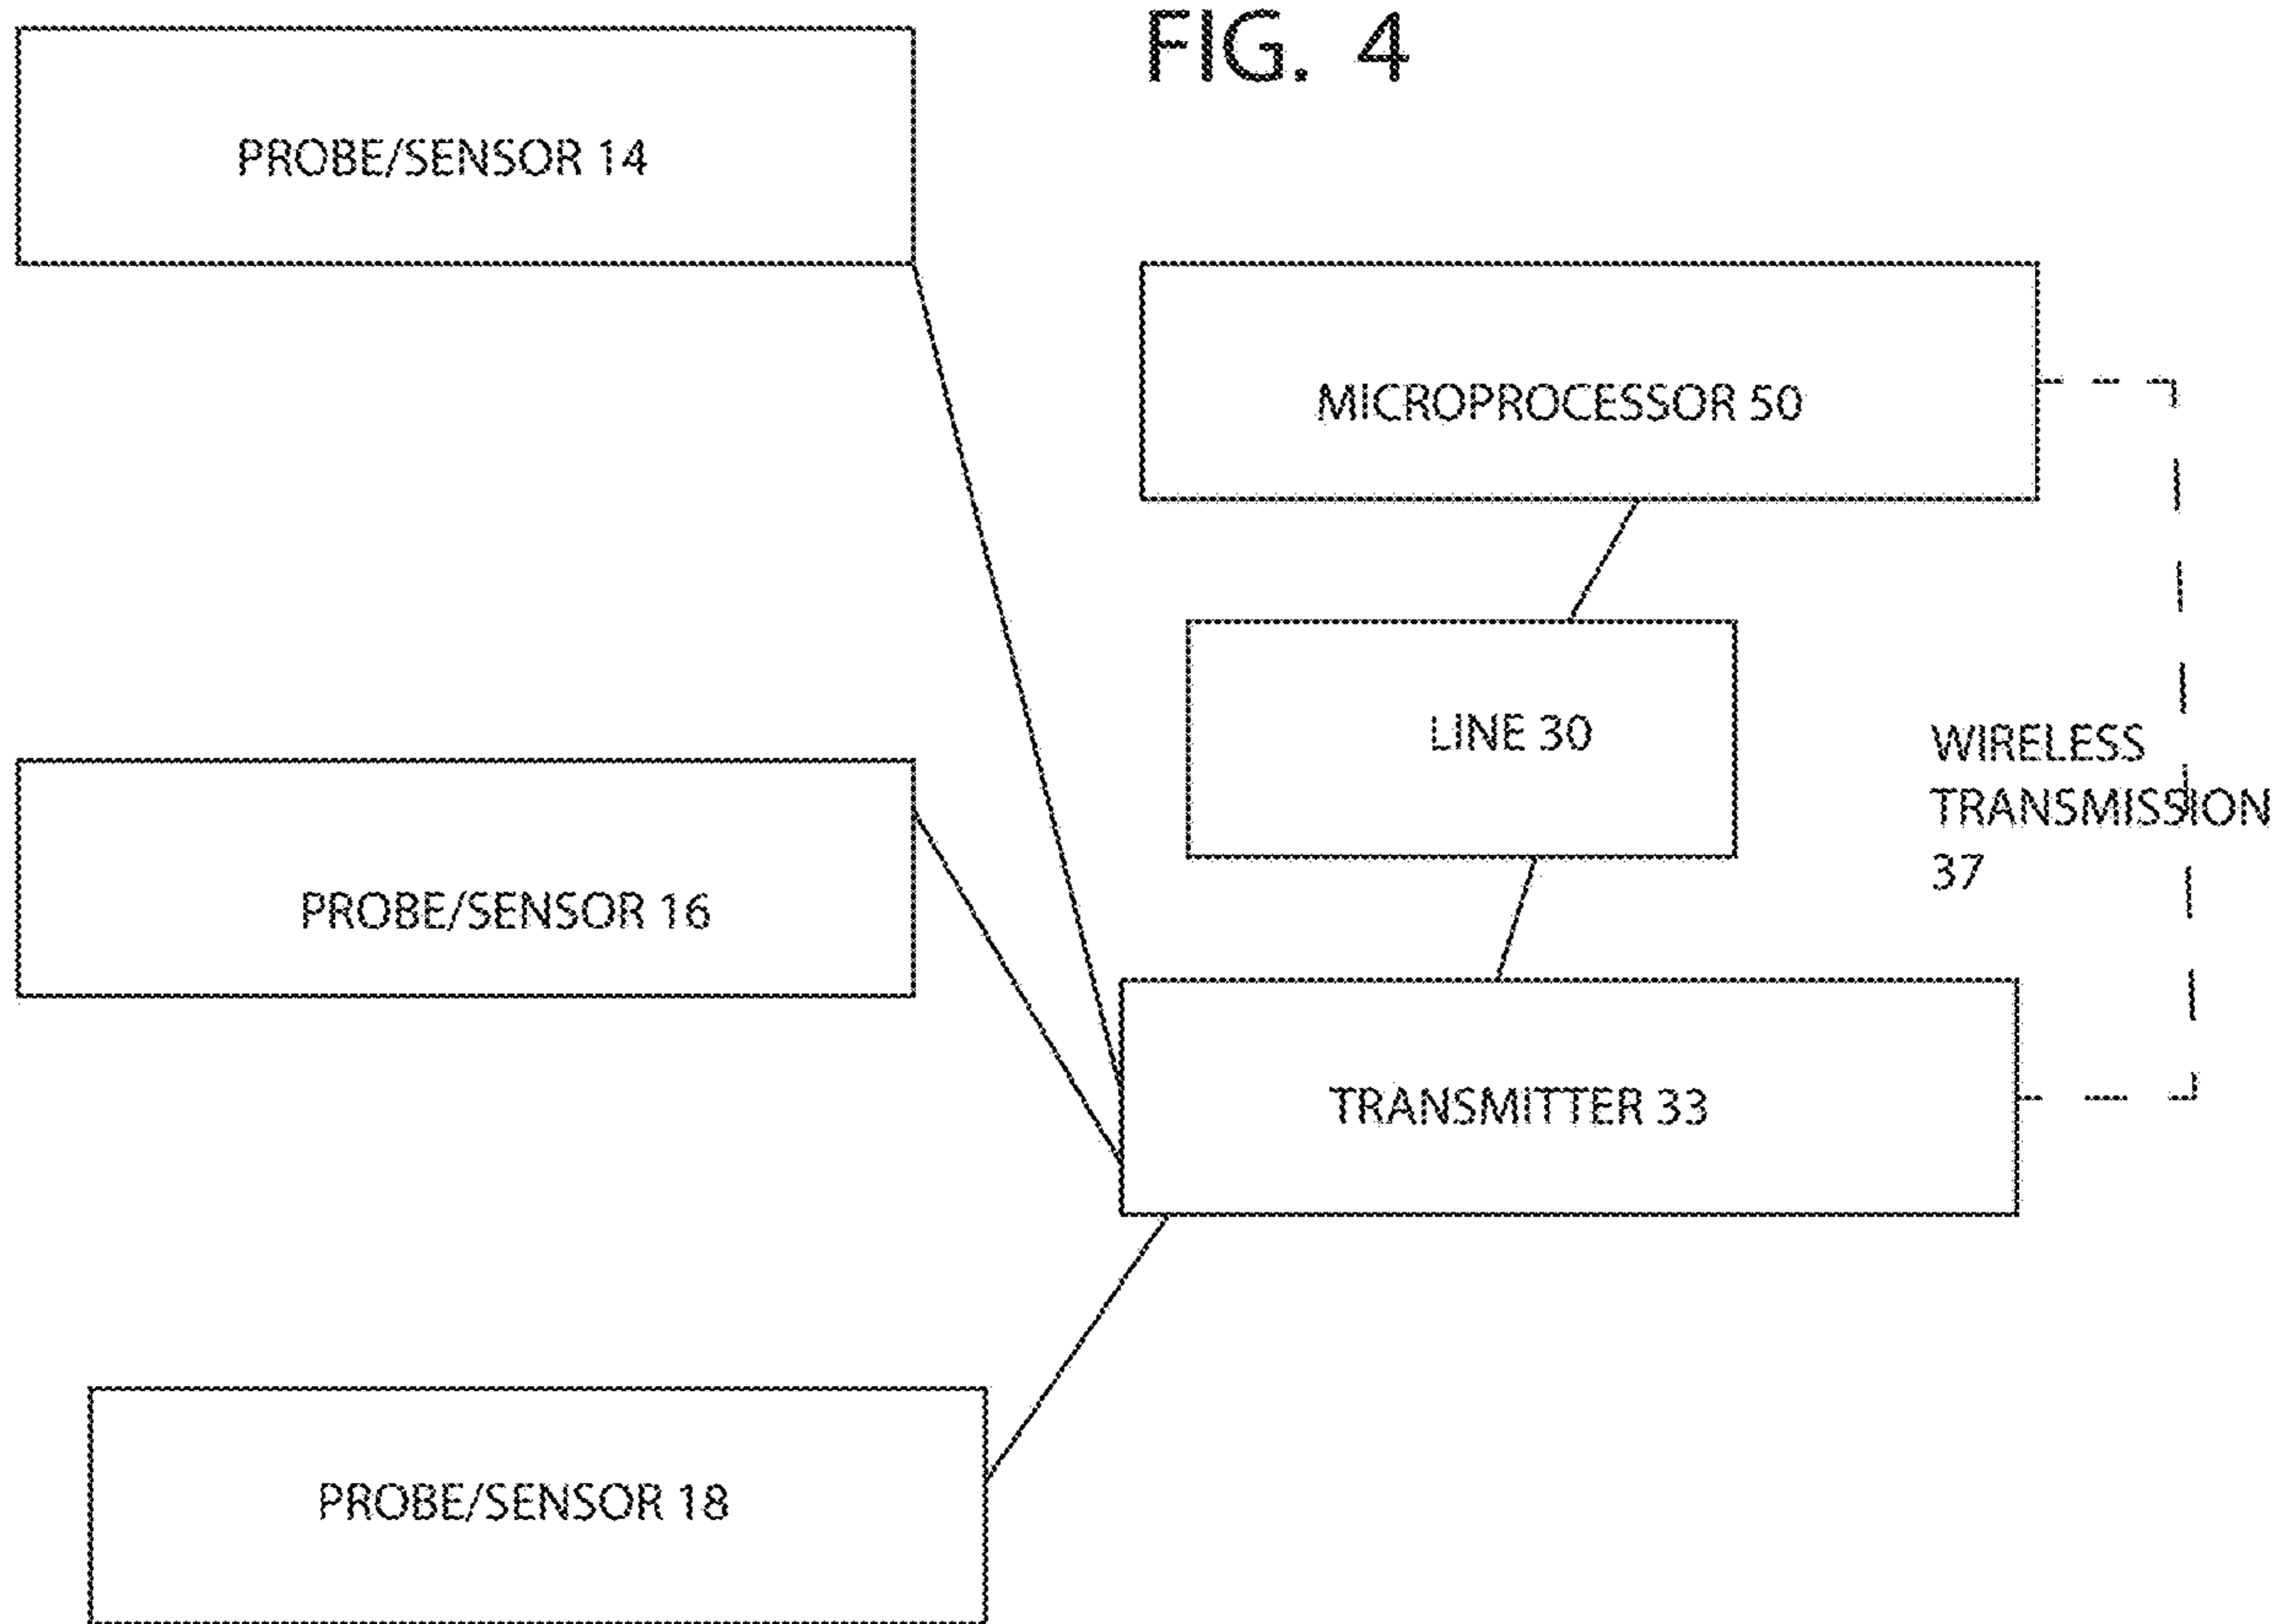 FIG. 4
PROBE/SENSOR 14
MICROPROCESSOR 50
LINE 30
WIRELESS
TRANSMISSION
37
PROBE/SENSOR 16
TRANSMITTER 33
PROBE/SENSOR 18